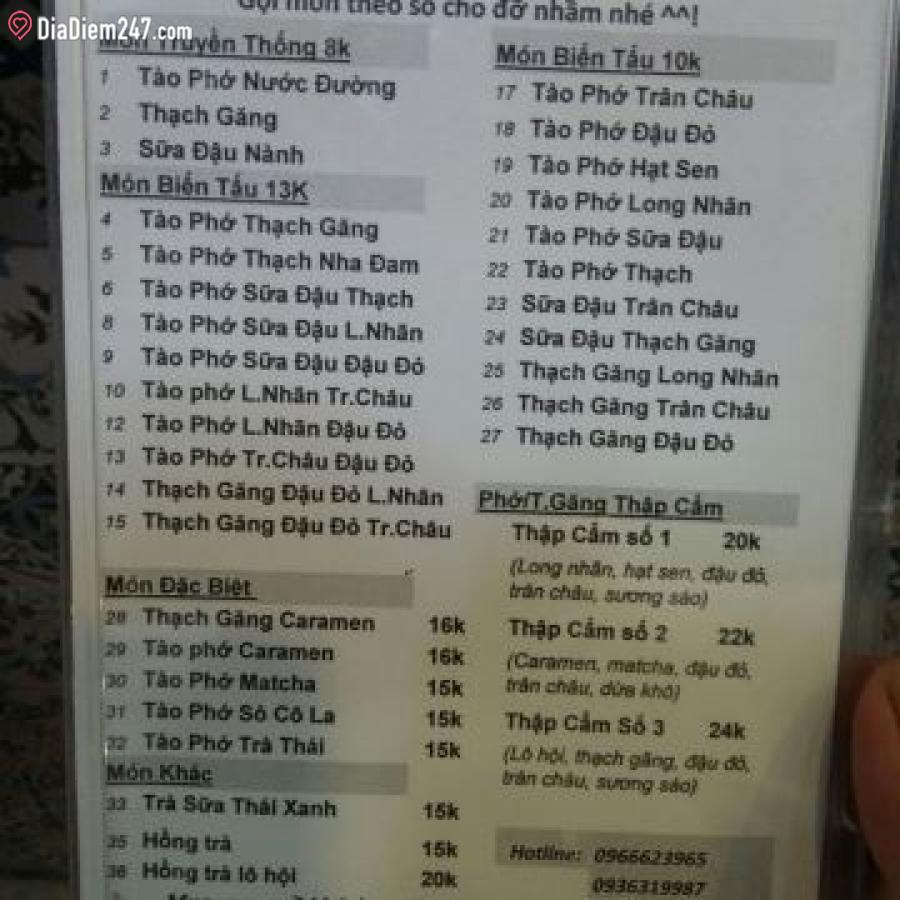 Gọi món theo số cho đỡ nhầm nhé ^^!
DiaDiem247.com
Món Truyền Thống 8k
1 Tào Phớ Nước Đường
2 Thạch Găng
3 Sữa Đậu Nành
Món Biến Tấu 13K
4 Tào Phớ Thạch Găng
5 Tào Phớ Thạch Nha Đam
6 Tào Phớ Sữa Đậu Thạch
8 Tào Phớ Sữa Đậu L.Nhãn
9 Tào Phớ Sữa Đậu Đậu Đỏ
10 Tào phớ L.Nhãn Tr.Châu
12 Tào Phớ L.Nhãn Đậu Đỏ
13 Tào Phớ Tr.Châu Đậu Đỏ
14 Thạch Găng Đậu Đỏ L.Nhãn
15 Thạch Găng Đậu Đỏ Tr.Châu
Món Đặc Biệt
28 Thạch Găng Caramen 16k
29 Tào phớ Caramen 16k
30 Tào Phớ Matcha 15k
31 Tào Phớ Sô Cô La 15k
32 Tào Phớ Trà Thái 15k
Món Khác
33 Trà Sữa Thái Xanh 15k
35 Hồng trà 15k
36 Hồng trà lô hội 20k
Món Biến Tấu 10k
17 Tào Phớ Trân Châu
18 Tào Phớ Đậu Đỏ
19 Tào Phớ Hạt Sen
20 Tào Phớ Long Nhãn
21 Tào Phớ Sữa Đậu
22 Tào Phớ Thạch
23 Sữa Đậu Trân Châu
24 Sữa Đậu Thạch Găng
25 Thạch Găng Long Nhãn
26 Thạch Găng Trân Châu
27 Thạch Găng Đậu Đỏ
Phớ/T.Găng Thập Cẩm
Thập Cẩm số 1 20k
(Long nhãn, hạt sen, đậu đỏ,
trân châu, sương sáo)
Thập Cẩm số 2 22k
(Caramen, matcha, đậu đỏ,
trân châu, dừa khô)
Thập Cẩm Số 3 24k
(Lô hội, thạch găng, đậu đỏ,
trân châu, sương sáo)
Hotline: 0966623965
0936319987